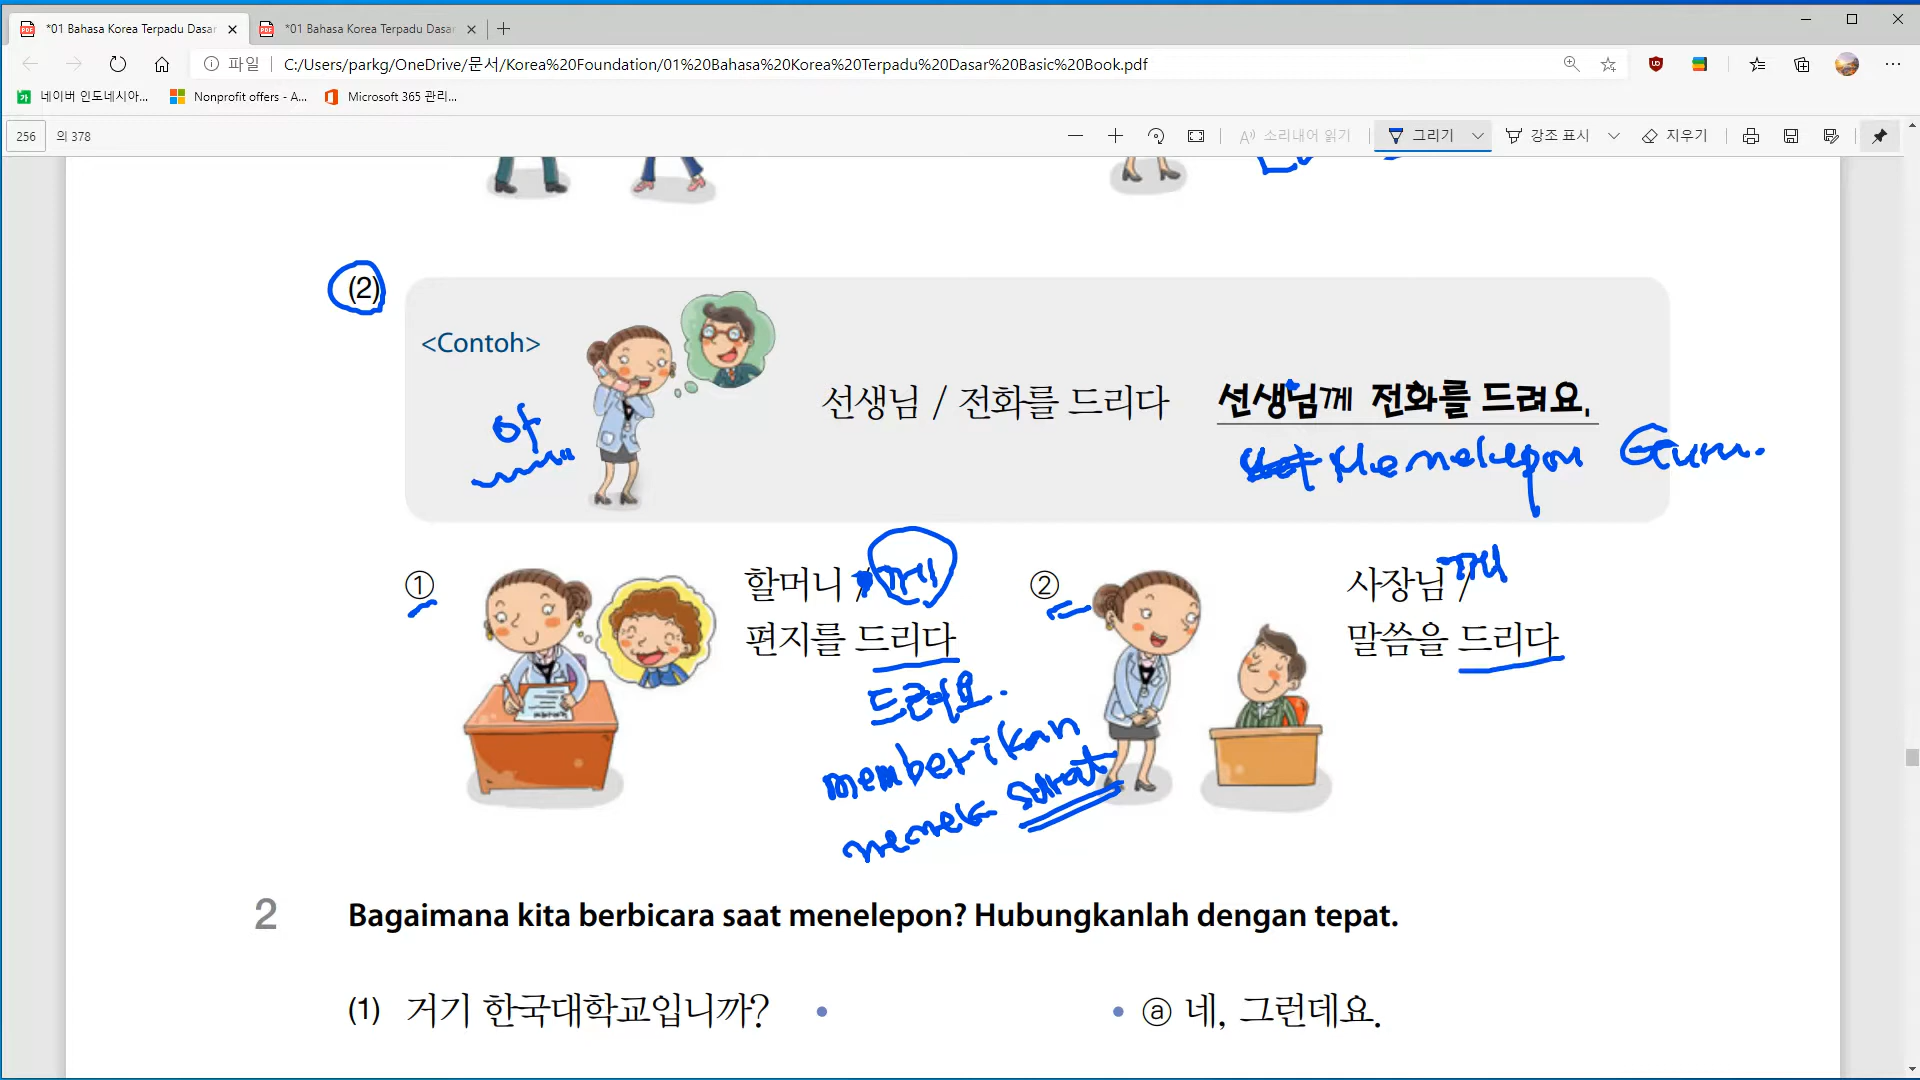 *01 Bahasa Korea Terpadu Dasar
*01 Bahasa Korea Terpadu Dasar
파일 C:/Users/parkg/OneDrive/문서/Korea%20Foundation/01%20Bahasa%20Korea%20Terpadu%20Dasar%20Basic%20Book.pdf
네이버 인도네시아... Nonprofit offers - A... Microsoft 365 관리...
256 의 378 소리내어 읽기 그리기 강조 표시 지우기
(2)
<Contoh>
선생님 / 전화를 드리다 선생님께 전화를 드려요.
Menelepon Guru.
① 할머니 / 께
편지를 드리다
드려요.
memberikan
surat
② 사장님 / 께
말씀을 드리다
2 Bagaimana kita berbicara saat menelepon? Hubungkanlah dengan tepat.
(1) 거기 한국대학교입니까? • • ⓐ 네, 그런데요.